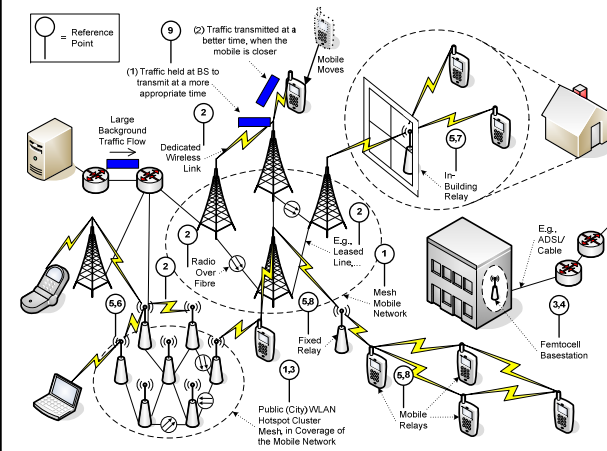 = Reference
Point
9
(2) Traffic transmitted at a
better time, when the
mobile is closer
Mobile
Moves
(1) Traffic held at BS to
transmit at a more
appropriate time
Large
Background
Traffic Flow
2
Dedicated
Wireless
Link
5,7
In-
Building
Relay
2
Radio
Over
Fibre
2
E.g.,
Leased
Line,...
1
Mesh
Mobile
Network
E.g.,
ADSL/
Cable
3,4
Femtocell
Basestation
2
5,6
5,8
Fixed
Relay
1,3
Public (City) WLAN
Hotspot Cluster
Mesh, in Coverage of
the Mobile Network
5,8
Mobile
Relays